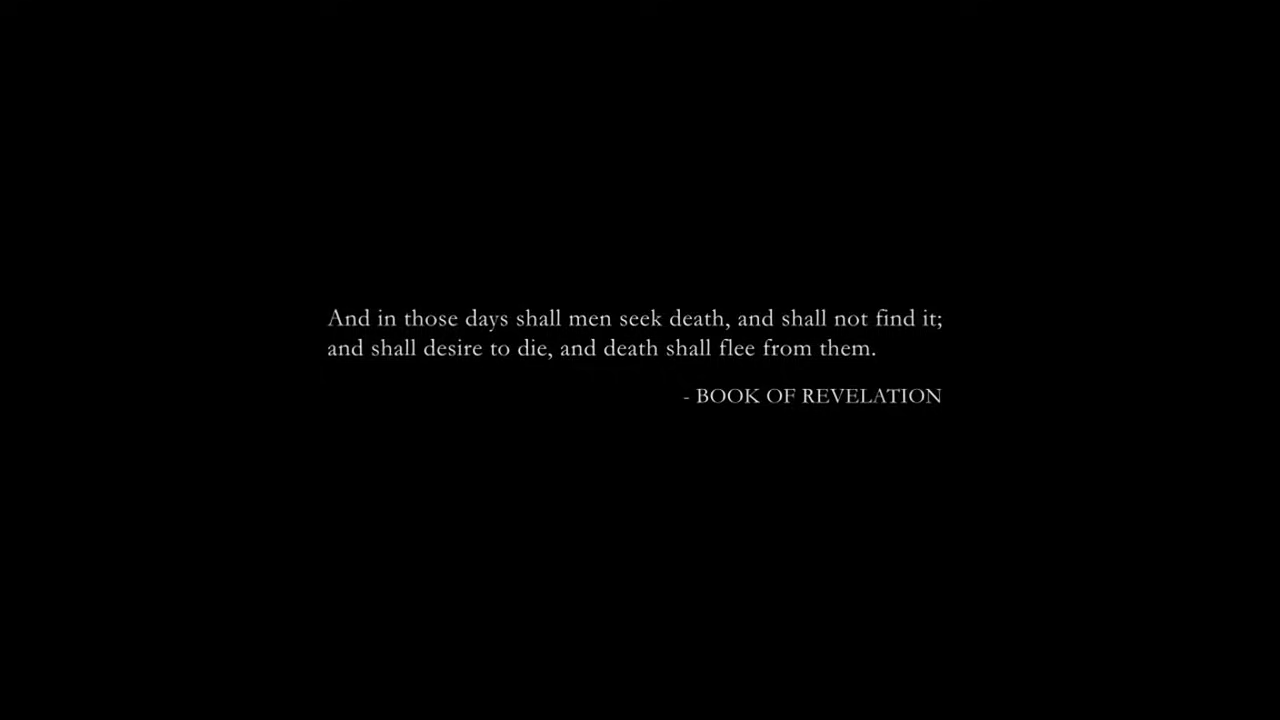 And in those days shall men seek death, and shall not find it;
and shall desire to die, and death shall flee from them.
- BOOK OF REVELATION